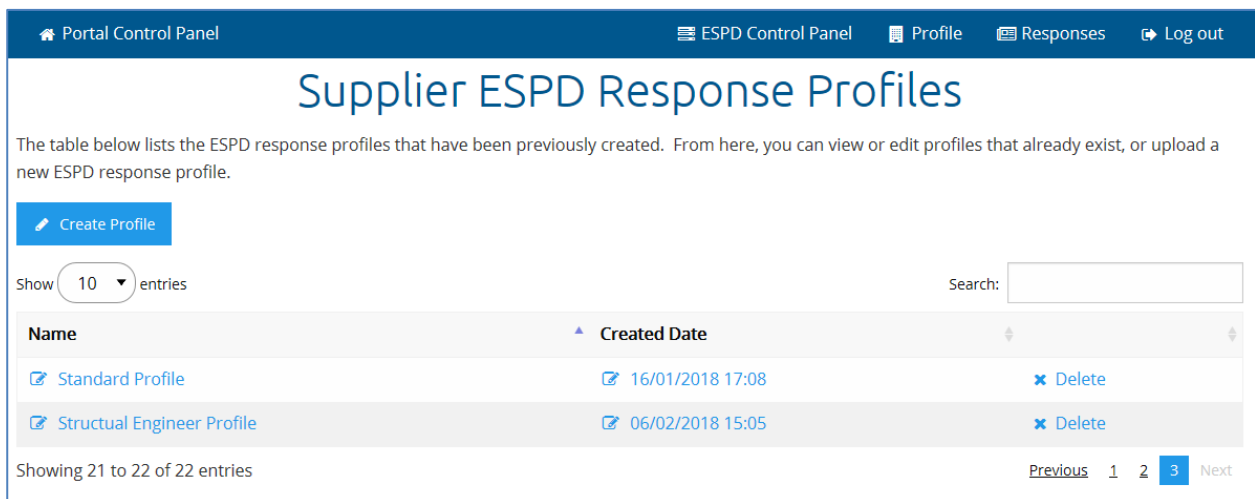 Portal Control Panel ESPD Control Panel Profile Responses Log out
Supplier ESPD Response Profiles
The table below lists the ESPD response profiles that have been previously created. From here, you can view or edit profiles that already exist, or upload a
new ESPD response profile.
Create Profile
Show 10 entries Search:
Name Created Date
Standard Profile 16/01/2018 17:08 Delete
Structual Engineer Profile 06/02/2018 15:05 Delete
Showing 21 to 22 of 22 entries Previous 1 2 3 Next